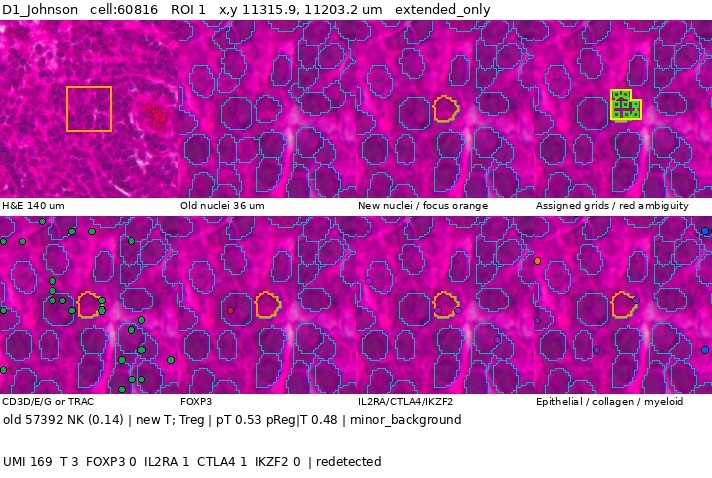 D1_Johnson cell:60816 ROI 1 x,y 11315.9, 11203.2 um extended_only
H&E 140 um
Old nuclei 36 um
New nuclei / focus orange
Assigned grids / red ambiguity
CD3D/E/G or TRAC
FOXP3
IL2RA/CTLA4/IKZF2
Epithelial / collagen / myeloid
old 57392 NK (0.14) | new T; Treg | pT 0.53 pReg|T 0.48 | minor_background
UMI 169 T 3 FOXP3 0 IL2RA 1 CTLA4 1 IKZF2 0 | redetected